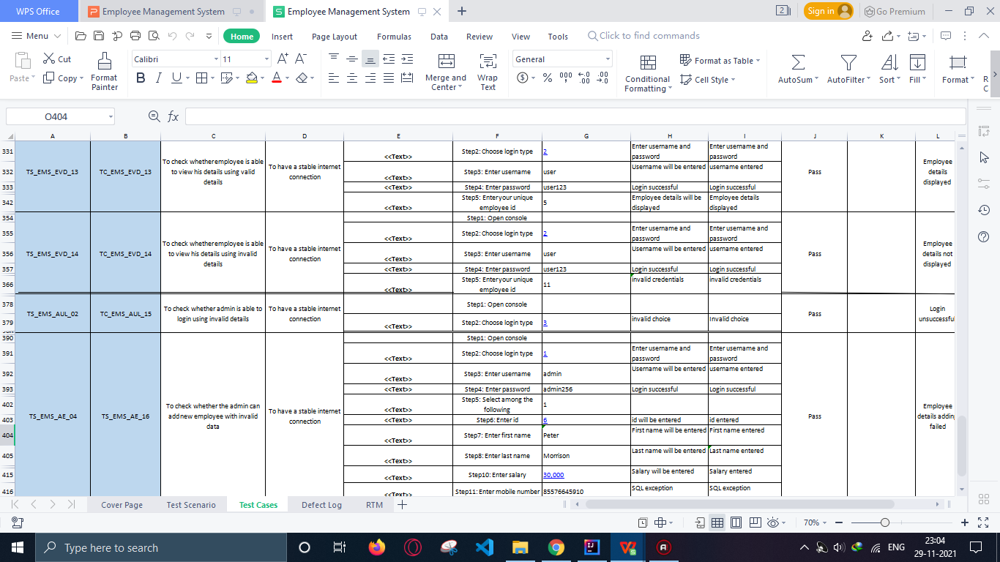 WPS Office
Employee Management System
Employee Management System
2
Sign in
Go Premium
Menu
Home
Insert
Page Layout
Formulas
Data
Review
View
Tools
Click to find commands
Paste
Cut
Copy
Format
Painter
Calibri
11
A+ A-
B I U A
Merge and
Center
Wrap
Text
General
Conditional
Formatting
Format as Table
Cell Style
AutoSum
AutoFilter
Sort
Fill
Format
R
C
O404
fx
A B C D E F G H I J K L
331 Step2: Choose login type 2 Enter username and Enter username and
<<Text>> password password
TS_EMS_EVD_13 TC_EMS_EVD_13 To check whether employee is able
to view his details using valid
details
To have a stable internet
connection
332 <<Text>> Step3: Enter username user Username will be entered username entered
Pass
Employee
details
displayed
333 <<Text>> Step4: Enter password user123 Login successful Login successful
342 <<Text>> Step5: Enter your unique
employee id 5 Employee details will be
displayed Employee details
displayed
354 Step1: Open console
355 <<Text>> Step2: Choose login type 2 Enter username and
password Enter username and
password
TS_EMS_EVD_14 TC_EMS_EVD_14 To check whether employee is able
to view his details using invalid
details
To have a stable internet
connection
356 <<Text>> Step3: Enter username user Username will be entered username entered
Pass
Employee
details not
displayed
357 <<Text>> Step4: Enter password user123 Login successful Login successful
366 <<Text>> Step5: Enter your unique
employee id 11 invalid credentials invalid credentials
378 Step1: Open console
TS_EMS_AUL_02 TC_EMS_AUL_15 To check whether admin is able to
login using invalid details
To have a stable internet
connection
379 <<Text>> Step2: Choose login type 3 invalid choice Invalid choice
Pass
Login
unsuccessful
390 Step1: Open console
391 <<Text>> Step2: Choose login type 1 Enter username and
password Enter username and
password
392 <<Text>> Step3: Enter username admin Username will be entered username entered
393 <<Text>> Step4: Enter password admin256 Login successful Login successful
402 <<Text>> Step5: Select among the
following 1
TS_EMS_AE_04 TC_EMS_AE_16 To check whether the admin can
add new employee with invalid
data
To have a stable internet
connection
403 <<Text>> Step6: Enter id 6 id will be entered id entered
Pass
Employee
details adding
failed
404 <<Text>> Step7: Enter first name Peter First name will be entered First name entered
405 <<Text>> Step8: Enter last name Morrison Last name will be entered Last name entered
415 <<Text>> Step10: Enter salary 30,000 Salary will be entered Salary entered
416 <<Text>> Step11: Enter mobile number 85576645910 SQL exception SQL exception
Cover Page
Test Scenario
Test Cases
Defect Log
RTM
70%
Type here to search
ENG
23:04
29-11-2021